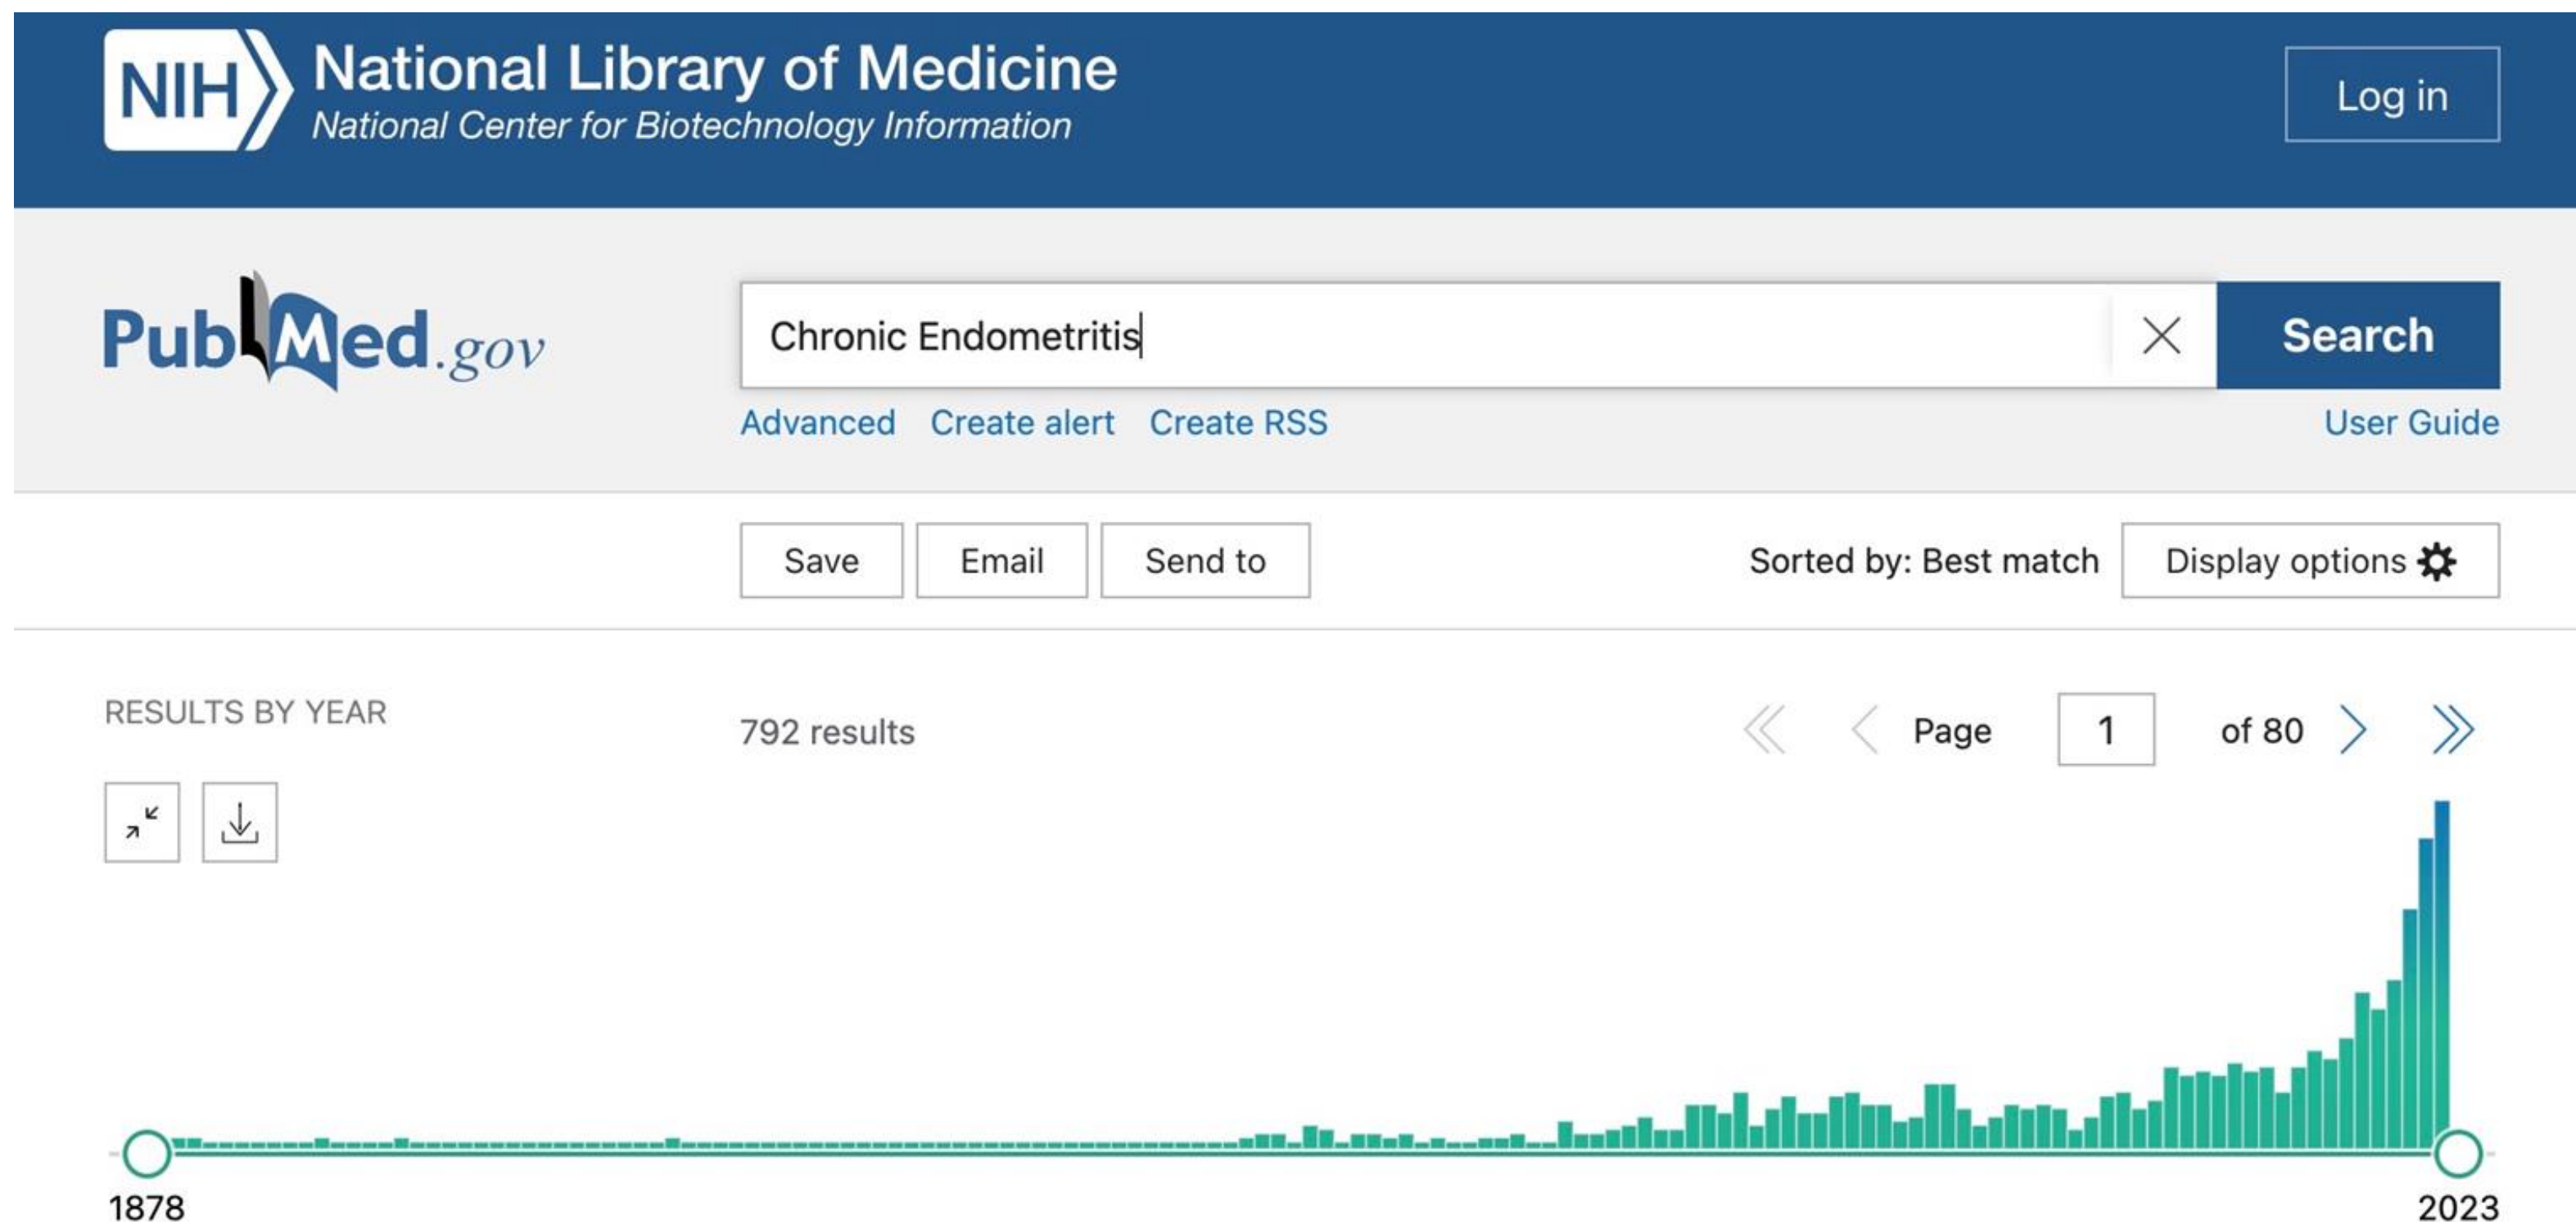 NIH National Library of Medicine
National Center for Biotechnology Information
Log in
PubMed.gov
Chronic Endometritis
Search
Advanced Create alert Create RSS
User Guide
Save Email Send to
Sorted by: Best match Display options
RESULTS BY YEAR
792 results
Page 1 of 80
1878
2023